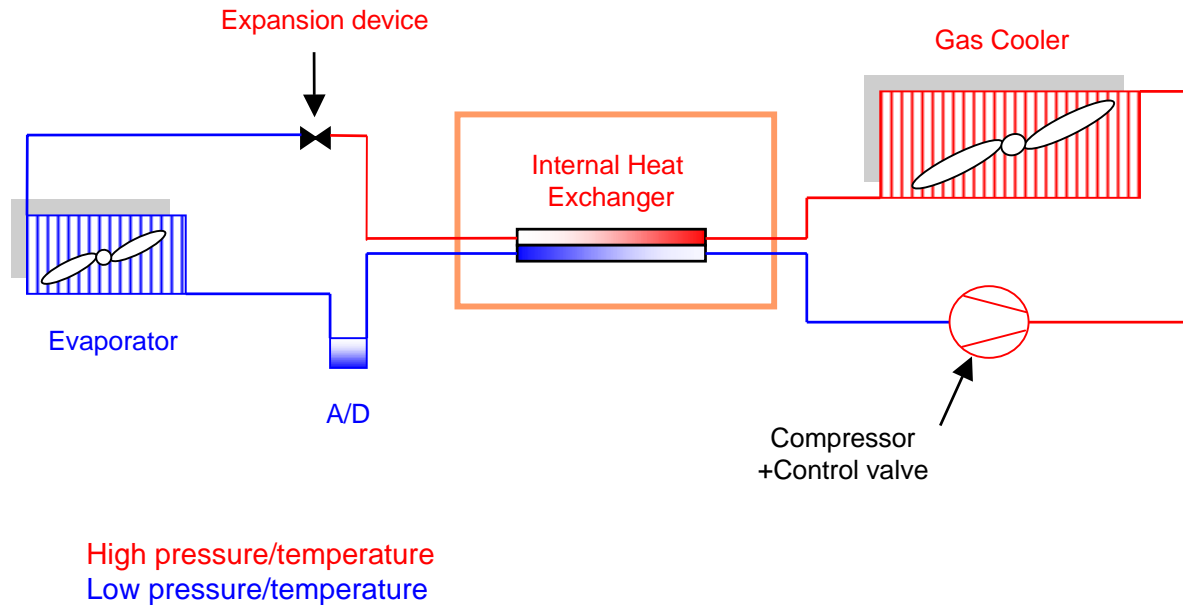 Expansion device
Gas Cooler
Internal Heat
Exchanger
Evaporator
A/D
Compressor
+Control valve
High pressure/temperature
Low pressure/temperature